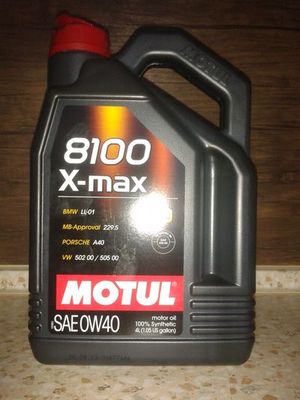 MOTUL
8100
X-max
BMW LL-01
MB-Approval 229.5
PORSCHE A40
VW 502 00 / 505 00
MOTUL
SAE 0W40
motor oil
100% Synthetic
4L (1.05 US gallon)